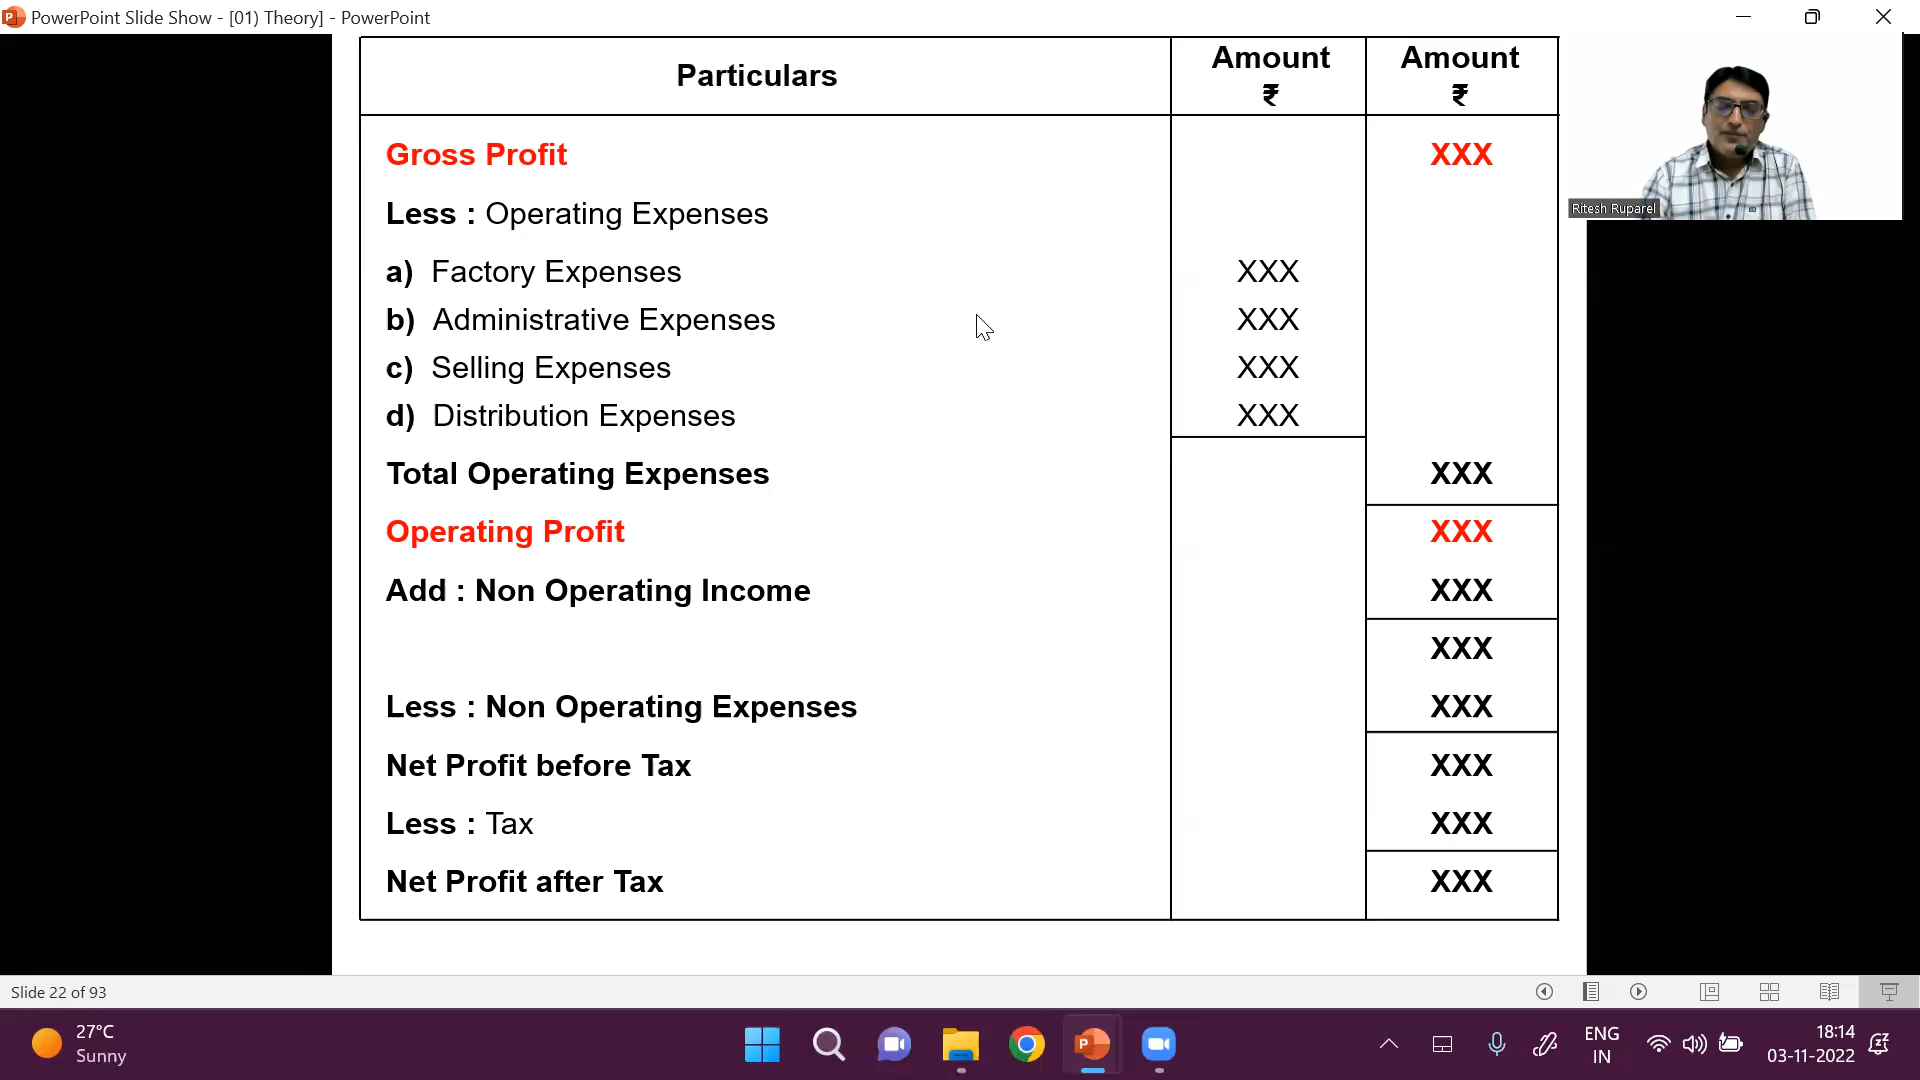 PowerPoint Slide Show - [01) Theory] - PowerPoint
Particulars Amount ₹ Amount ₹
Gross Profit XXX
Less : Operating Expenses
a) Factory Expenses XXX
b) Administrative Expenses XXX
c) Selling Expenses XXX
d) Distribution Expenses XXX
Total Operating Expenses XXX
Operating Profit XXX
Add : Non Operating Income XXX
XXX
Less : Non Operating Expenses XXX
Net Profit before Tax XXX
Less : Tax XXX
Net Profit after Tax XXX
Ritesh Ruparel
Slide 22 of 93
27°C
Sunny
ENG
IN
18:14
03-11-2022